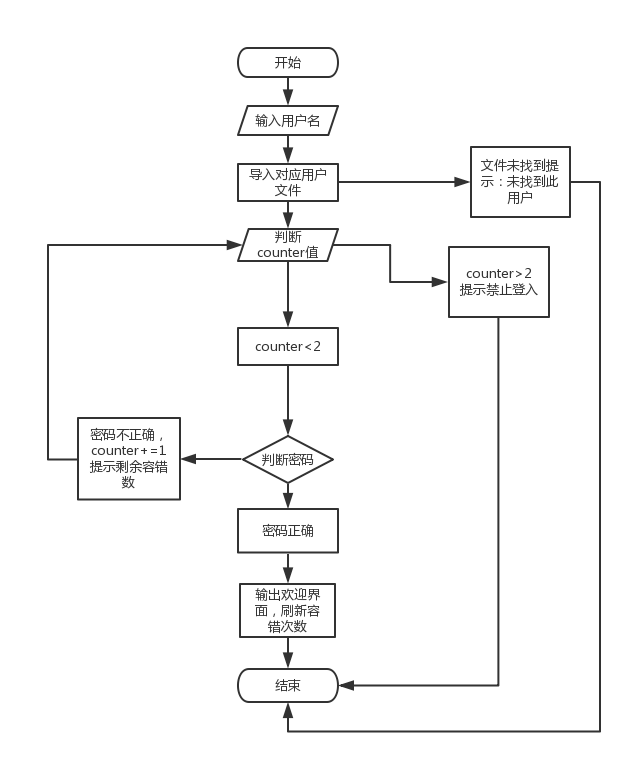 开始
输入用户名
导入对应用户
文件
文件未找到提
示：未找到此
用户
判断
counter值
counter>2
提示禁止登入
counter<2
密码不正确，
counter+=1
提示剩余容错
数
判断密码
密码正确
输出欢迎界
面，刷新容
错次数
结束